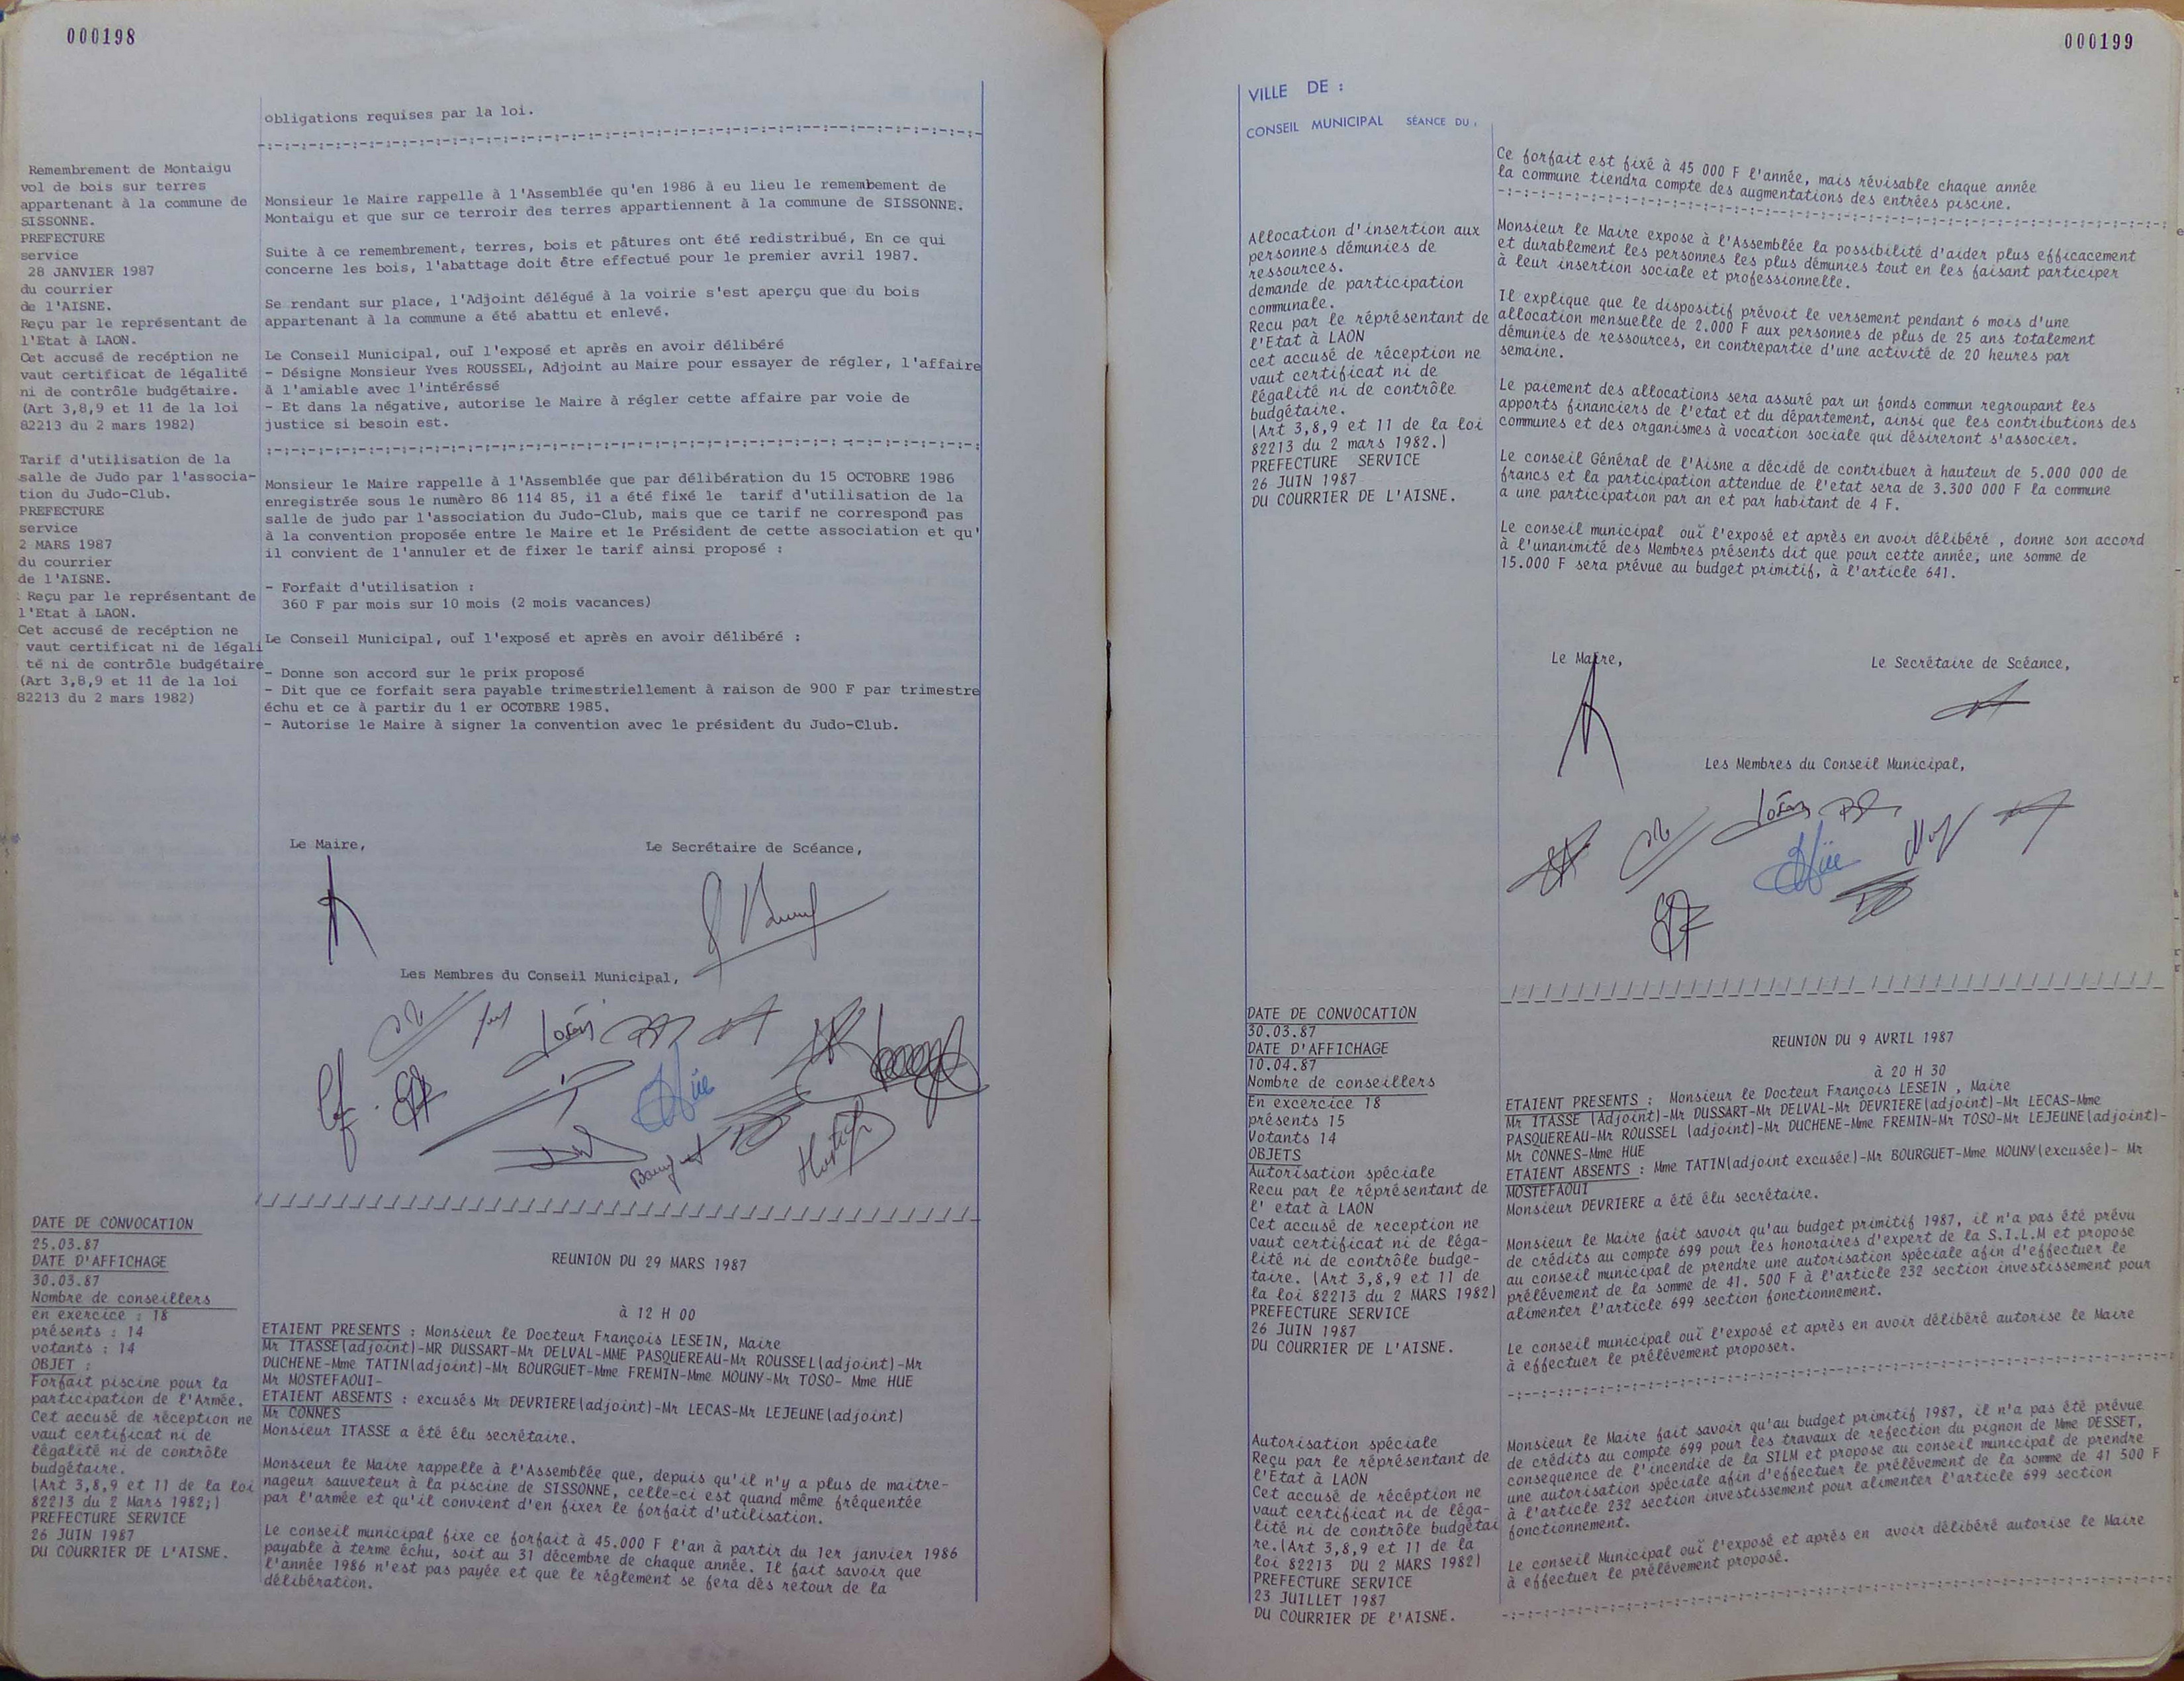 000198
obligations requises par la loi.
-:-:-:-:-:-:-:-:-:-:-:-:-:-:-:-:-:-:-:-:-:-:-:-:-:-:-:-:-:-:-:-:-:-
Remembrement de Montaigu
vol de bois sur terres
appartenant à la commune de
SISSONNE.
PREFECTURE
service
28 JANVIER 1987
du courrier
de l'AISNE.
Reçu par le représentant de
l'Etat à LAON.
Cet accusé de recéption ne
vaut certificat de légalité
ni de contrôle budgétaire.
(Art 3,8,9 et 11 de la loi
82213 du 2 mars 1982)
Monsieur le Maire rappelle à l'Assemblée qu'en 1986 à eu lieu le remembement de
Montaigu et que sur ce terroir des terres appartiennent à la commune de SISSONNE.
Suite à ce remembrement, terres, bois et pâtures ont été redistribué, En ce qui
concerne les bois, l'abattage doit être effectué pour le premier avril 1987.
Se rendant sur place, l'Adjoint délégué à la voirie s'est aperçu que du bois
appartenant à la commune a été abattu et enlevé.
Le Conseil Municipal, ouï l'exposé et après en avoir délibéré
- Désigne Monsieur Yves ROUSSEL, Adjoint au Maire pour essayer de régler, l'affaire
à l'amiable avec l'intéréssé
- Et dans la négative, autorise le Maire à régler cette affaire par voie de
justice si besoin est.
:-:-:-:-:-:-:-:-:-:-:-:-:-:-:-:-:-:-:-:-:-:-:-:-:-:-:-:-:-:-:-:-:-:
Tarif d'utilisation de la
salle de Judo par l'associa-
tion du Judo-Club.
PREFECTURE
service
2 MARS 1987
du courrier
de l'AISNE.
Reçu par le représentant de
l'Etat à LAON.
Cet accusé de recéption ne
vaut certificat ni de légali
té ni de contrôle budgétaire
(Art 3,8,9 et 11 de la loi
82213 du 2 mars 1982)
Monsieur le Maire rappelle à l'Assemblée que par délibération du 15 OCTOBRE 1986
enregistrée sous le numèro 86 114 85, il a été fixé le tarif d'utilisation de la
salle de judo par l'association du Judo-Club, mais que ce tarif ne correspond pas
à la convention proposée entre le Maire et le Président de cette association et qu'
il convient de l'annuler et de fixer le tarif ainsi proposé :
- Forfait d'utilisation :
360 F par mois sur 10 mois (2 mois vacances)
Le Conseil Municipal, ouï l'exposé et après en avoir délibéré :
- Donne son accord sur le prix proposé
- Dit que ce forfait sera payable trimestriellement à raison de 900 F par trimestre
échu et ce à partir du 1 er OCOTBRE 1985.
- Autorise le Maire à signer la convention avec le président du Judo-Club.
Le Maire,
Le Secrétaire de Scéance,
Les Membres du Conseil Municipal,
/_/_/_/_/_/_/_/_/_/_/_/_/_/_/_/_/_/_/_/_/_/_/_/_/_/_/_/_/_/_/_/_/_
DATE DE CONVOCATION
25.03.87
DATE D'AFFICHAGE
30.03.87
Nombre de conseillers
en exercice : 18
présents : 14
votants : 14
OBJET :
Forfait piscine pour la
participation de l'Armée.
Cet accusé de réception ne
vaut certificat ni de
légalité ni de contrôle
budgétaire.
(Art 3,8,9 et 11 de la loi
82213 du 2 Mars 1982;)
PREFECTURE SERVICE
26 JUIN 1987
DU COURRIER DE L'AISNE.
REUNION DU 29 MARS 1987
à 12 H 00
ETAIENT PRESENTS : Monsieur le Docteur François LESEIN, Maire
Mr ITASSE(adjoint)-MR DUSSART-Mr DELVAL-MME PASQUEREAU-Mr ROUSSEL(adjoint)-Mr
DUCHENE-Mme TATIN(adjoint)-Mr BOURGUET-Mme FREMIN-Mme MOUNY-Mr TOSO- Mme HUE
Mr MOSTEFAOUI-
ETAIENT ABSENTS : excusés Mr DEVRIERE(adjoint)-Mr LECAS-Mr LEJEUNE(adjoint)
Mr CONNES
Monsieur ITASSE a été élu secrétaire.
Monsieur le Maire rappelle à l'Assemblée que, depuis qu'il n'y a plus de maitre-
nageur sauveteur à la piscine de SISSONNE, celle-ci est quand même fréquentée
par l'armée et qu'il convient d'en fixer le forfait d'utilisation.
Le conseil municipal fixe ce forfait à 45.000 F l'an à partir du 1er janvier 1986
payable à terme échu, soit au 31 décembre de chaque année. Il fait savoir que
l'année 1986 n'est pas payée et que le réglement se fera dés retour de la
délibération.
000199
VILLE DE :
CONSEIL MUNICIPAL SÉANCE DU :
Ce forfait est fixé à 45 000 F l'année, mais révisable chaque année
la commune tiendra compte des augmentations des entrées piscine.
-:-:-:-:-:-:-:-:-:-:-:-:-:-:-:-:-:-:-:-:-:-:-:-:-:-:-:-:-:-:-:-:-:
Allocation d'insertion aux
personnes démunies de
ressources.
demande de participation
communale.
Recu par le réprésentant de
l'Etat à LAON
cet accusé de réception ne
vaut certificat ni de
légalité ni de contrôle
budgétaire.
(Art 3,8,9 et 11 de la loi
82213 du 2 mars 1982.)
PREFECTURE SERVICE
26 JUIN 1987
DU COURRIER DE L'AISNE.
Monsieur le Maire expose à l'Assemblée la possibilité d'aider plus efficacement
et durablement les personnes les plus démunies tout en les faisant participer
à leur insertion sociale et professionnelle.
Il explique que le dispositif prévoit le versement pendant 6 mois d'une
allocation mensuelle de 2.000 F aux personnes de plus de 25 ans totalement
démunies de ressources, en contrepartie d'une activité de 20 heures par
semaine.
Le paiement des allocations sera assuré par un fonds commun regroupant les
apports financiers de l'etat et du département, ainsi que les contributions des
communes et des organismes à vocation sociale qui désireront s'associer.
Le conseil Général de l'Aisne a décidé de contribuer à hauteur de 5.000 000 de
francs et la participation attendue de l'etat sera de 3.300 000 F la commune
a une participation par an et par habitant de 4 F.
Le conseil municipal ouï l'exposé et après en avoir délibéré , donne son accord
à l'unanimité des Membres présents dit que pour cette année, une somme de
15.000 F sera prévue au budget primitif, à l'article 641.
Le Maire,
Le Secrétaire de Scéance,
Les Membres du Conseil Municipal,
/_/_/_/_/_/_/_/_/_/_/_/_/_/_/_/_/_/_/_/_/_/_/_/_/_/_/_/_/_/_/_/_/_
DATE DE CONVOCATION
30.03.87
DATE D'AFFICHAGE
10.04.87
Nombre de conseillers
En excercice 18
présents 15
Votants 14
OBJETS
Autorisation spéciale
Recu par le réprésentant de
l' etat à LAON
Cet accusé de reception ne
vaut certificat ni de léga-
lité ni de contrôle budge-
taire. (Art 3,8,9 et 11 de
la loi 82213 du 2 MARS 1982)
PREFECTURE SERVICE
26 JUIN 1987
DU COURRIER DE L'AISNE.
REUNION DU 9 AVRIL 1987
à 20 H 30
ETAIENT PRESENTS : Monsieur le Docteur François LESEIN , Maire
Mr ITASSE (Adjoint)-Mr DUSSART-Mr DELVAL-Mr DEVRIERE(adjoint)-Mr LECAS-Mme
PASQUEREAU-Mr ROUSSEL (adjoint)-Mr DUCHENE-Mme FREMIN-Mr TOSO-Mr LEJEUNE(adjoint)-
Mr CONNES-Mme HUE
ETAIENT ABSENTS : Mme TATIN(adjoint excusée)-Mr BOURGUET-Mme MOUNY(excusée)- Mr
MOSTEFAOUI
Monsieur DEVRIERE a été élu secrétaire.
Monsieur le Maire fait savoir qu'au budget primitif 1987, il n'a pas été prévu
de crédits au compte 699 pour les honoraires d'expert de la S.I.L.M et propose
au conseil municipal de prendre une autorisation spéciale afin d'effectuer le
prélévement de la somme de 41. 500 F à l'article 232 section investissement pour
alimenter l'article 699 section fonctionnement.
Le conseil municipal ouï l'exposé et après en avoir délibéré autorise le Maire
à effectuer le prélévement proposer.
-:-:-:-:-:-:-:-:-:-:-:-:-:-:-:-:-:-:-:-:-:-:-:-:-:-:-:-:-:-:-:-:-:
Autorisation spéciale
Reçu par le réprésentant de
l'Etat à LAON
Cet accusé de récéption ne
vaut certificat ni de léga-
lité ni de contrôle budgétai
re.(Art 3,8,9 et 11 de la
loi 82213 DU 2 MARS 1982)
PREFECTURE SERVICE
23 JUILLET 1987
DU COURRIER DE l'AISNE.
Monsieur le Maire fait savoir qu'au budget primitif 1987, il n'a pas été prévue
de crédits au compte 699 pour les travaux de refection du pignon de Mme DESSET,
consequence de l'incendie de la SILM et propose au conseil municipal de prendre
une autorisation spéciale afin d'effectuer le prélévement de la somme de 41 500 F
à l'article 232 section investissement pour alimenter l'article 699 section
fonctionnement.
Le conseil Municipal ouï l'exposé et aprés en avoir délibéré autorise le Maire
à effectuer le prélévement proposé.
-:-:-:-:-:-:-:-:-:-:-:-:-:-:-:-:-:-:-:-:-:-:-:-:-:-:-:-:-:-:-:-:-: